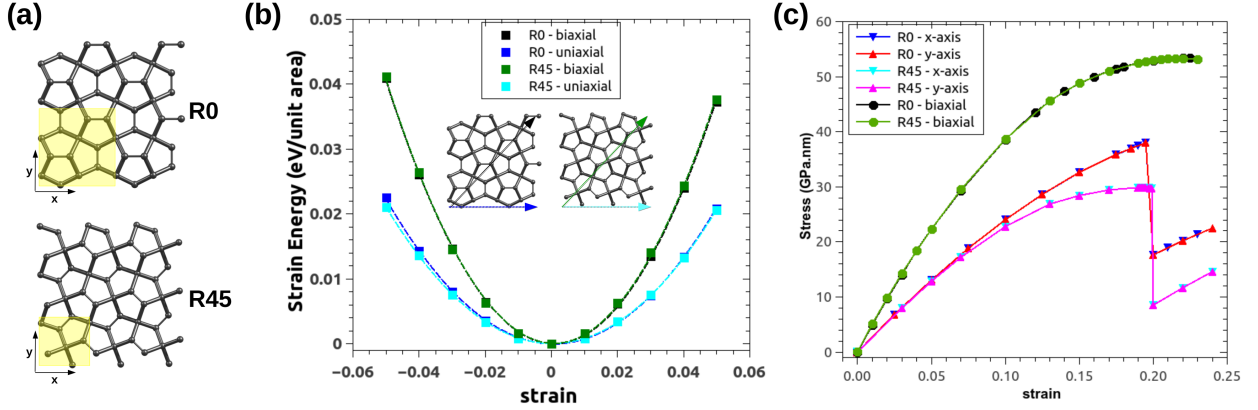 (a)
R0
y
x
R45
y
x
(b)
0.05
0.04
0.03
0.02
0.01
0
Strain Energy (eV/unit area)
R0 - biaxial
R0 - uniaxial
R45 - biaxial
R45 - uniaxial
−0.06 −0.04 −0.02 0 0.02 0.04 0.06
strain
(c)
60
50
40
30
20
10
0
Stress (GPa.nm)
R0 - x-axis
R0 - y-axis
R45 - x-axis
R45 - y-axis
R0 - biaxial
R45 - biaxial
0.00 0.05 0.10 0.15 0.20 0.25
strain